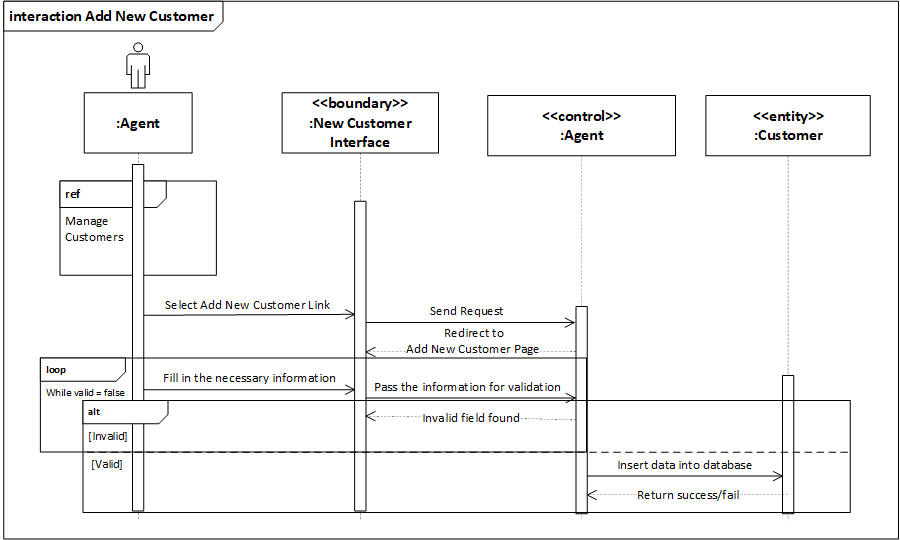 interaction Add New Customer
:Agent
<<boundary>>
:New Customer
Interface
<<control>>
:Agent
<<entity>>
:Customer
ref
Manage
Customers
Select Add New Customer Link
Send Request
Redirect to
Add New Customer Page
loop
While valid = false
Fill in the necessary information
Pass the information for validation
alt
[Invalid]
Invalid field found
[Valid]
Insert data into database
Return success/fail